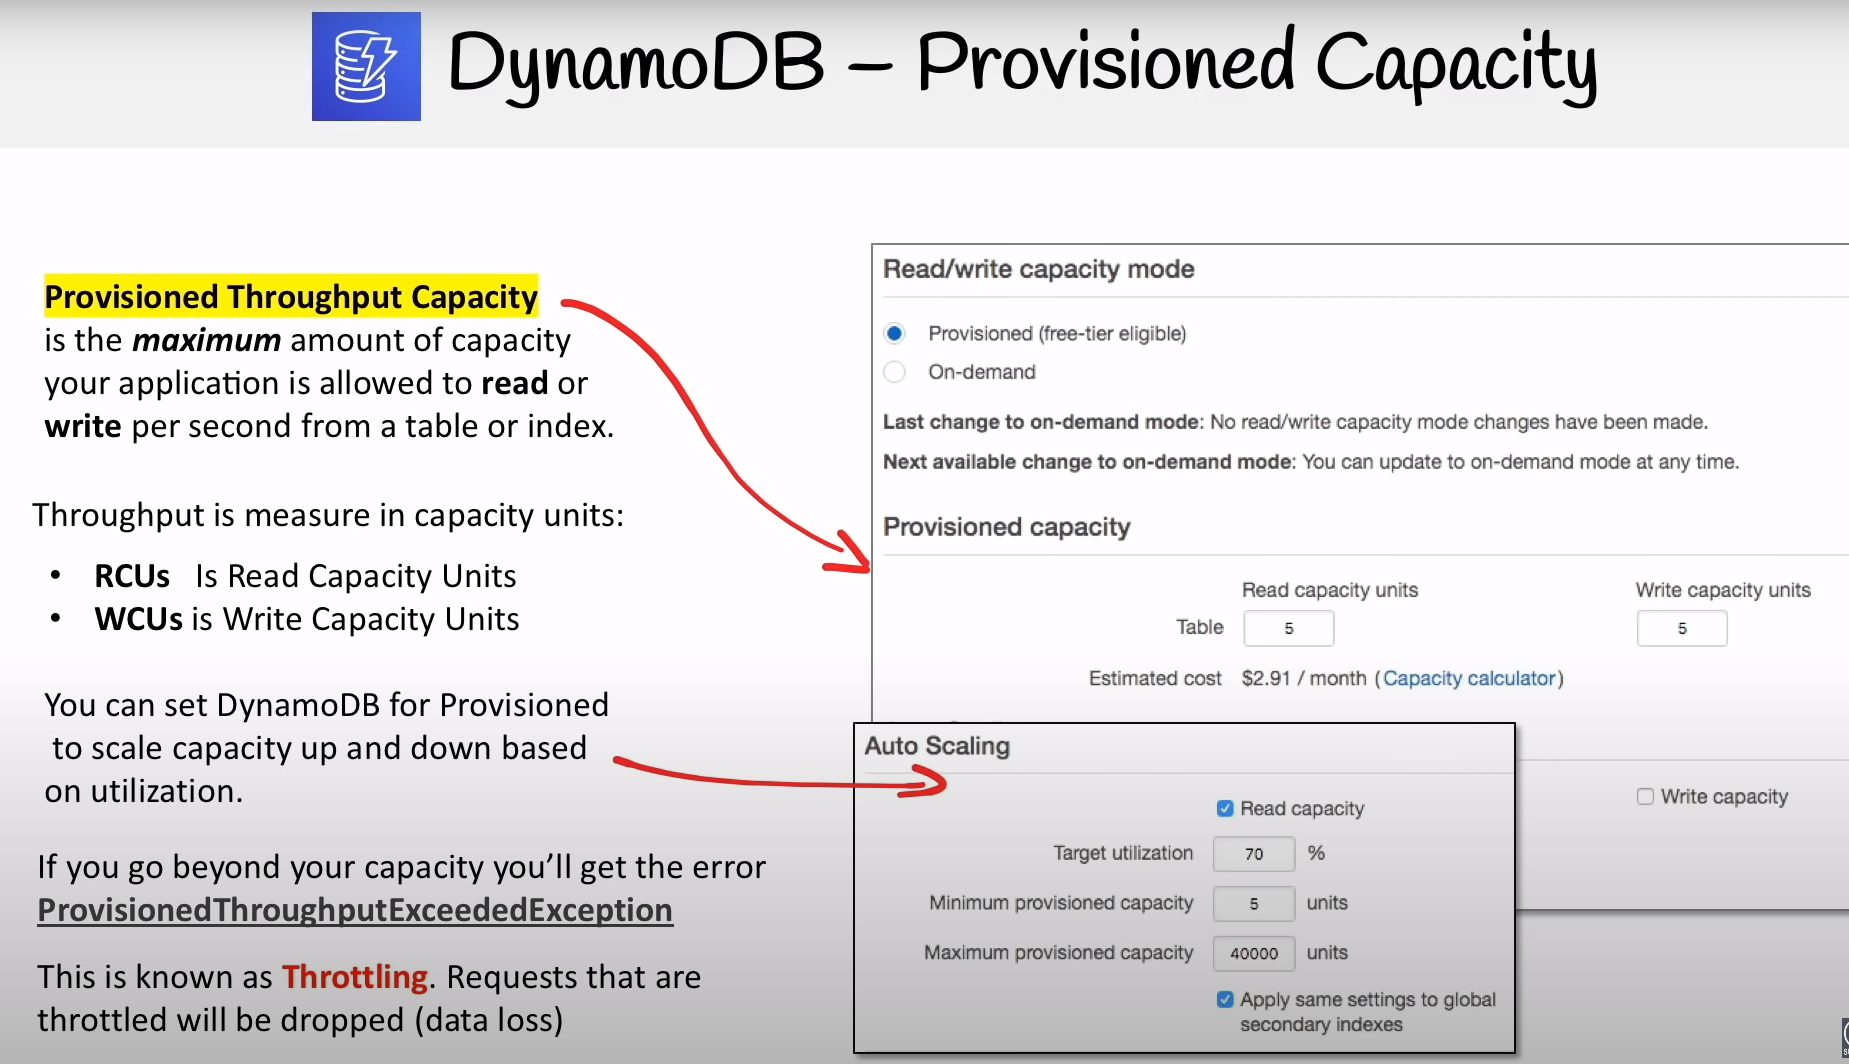 DynamoDB – Provisioned Capacity
Provisioned Throughput Capacity
is the maximum amount of capacity
your application is allowed to read or
write per second from a table or index.
Throughput is measure in capacity units:
• RCUs Is Read Capacity Units
• WCUs is Write Capacity Units
You can set DynamoDB for Provisioned
to scale capacity up and down based
on utilization.
If you go beyond your capacity you’ll get the error
ProvisionedThroughputExceededException
This is known as Throttling. Requests that are
throttled will be dropped (data loss)
Read/write capacity mode
Provisioned (free-tier eligible)
On-demand
Last change to on-demand mode: No read/write capacity mode changes have been made.
Next available change to on-demand mode: You can update to on-demand mode at any time.
Provisioned capacity
Read capacity units Write capacity units
Table 5 5
Estimated cost $2.91 / month (Capacity calculator)
Auto Scaling
Read capacity Write capacity
Target utilization 70 %
Minimum provisioned capacity 5 units
Maximum provisioned capacity 40000 units
Apply same settings to global
secondary indexes